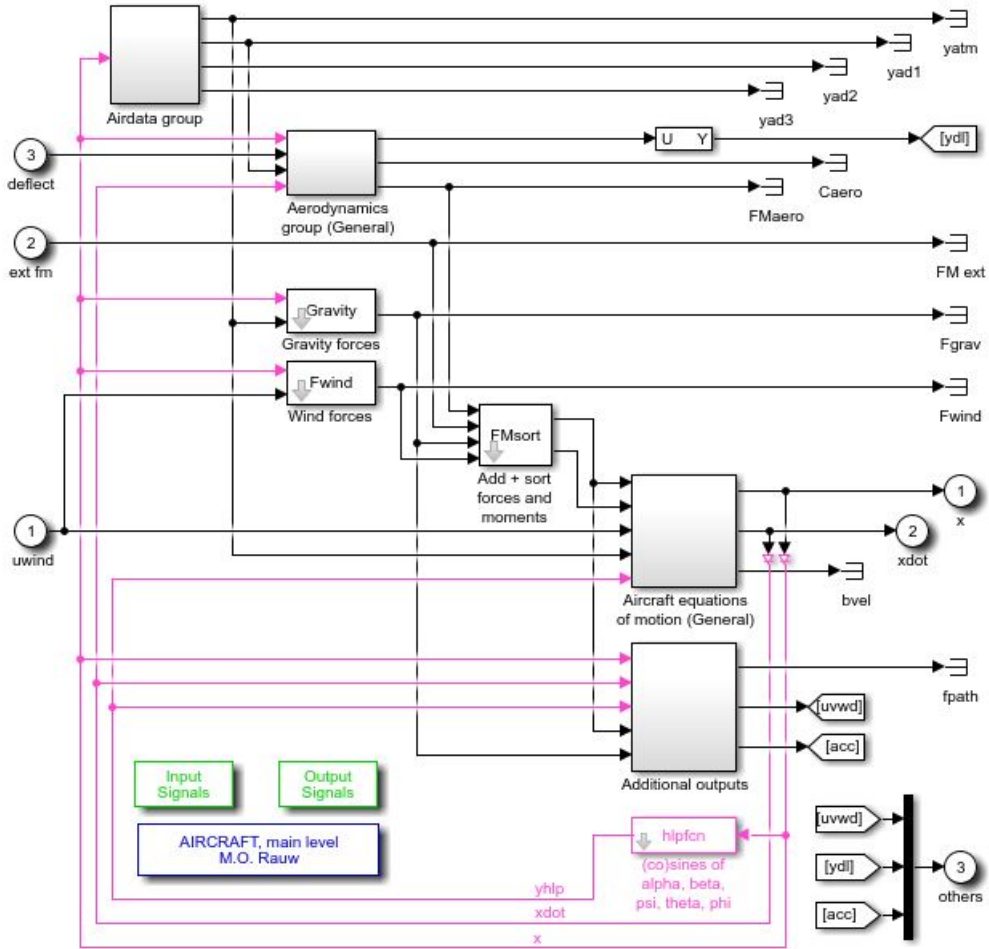 yatm
yad1
yad2
yad3
Airdata group
3
deflect
U Y
[ydl]
Caero
FMaero
Aerodynamics
group (General)
2
ext fm
FM ext
Gravity
Gravity forces
Fgrav
Fwind
Wind forces
Fwind
FMsort
Add + sort
forces and
moments
1
uwind
1
x
2
xdot
bvel
Aircraft equations
of motion (General)
fpath
[uvwd]
[acc]
Additional outputs
Input
Signals
Output
Signals
AIRCRAFT, main level
M.O. Rauw
hlpfcn
(co)sines of
alpha, beta,
psi, theta, phi
yhlp
xdot
x
[uvwd]
[ydl]
[acc]
3
others